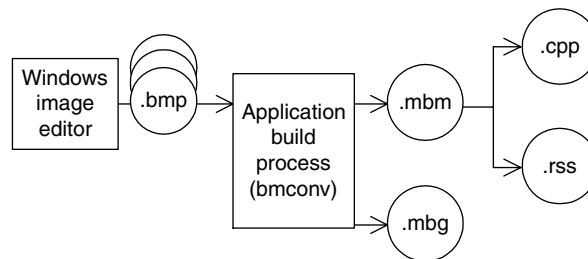 Windows
image
editor
.bmp
Application
build
process
(bmconv)
.mbm
.mbg
.cpp
.rss